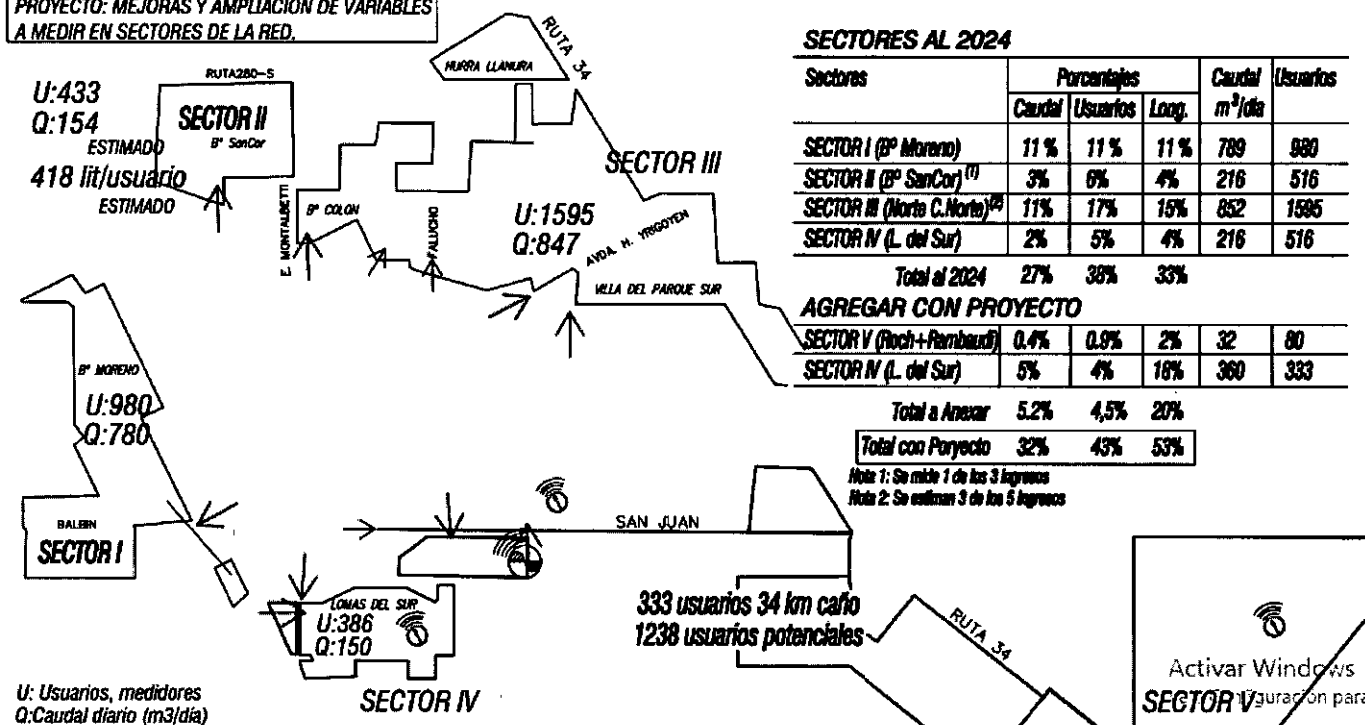 PROYECTO: MEJORAS Y AMPLIACION DE VARIABLES
A MEDIR EN SECTORES DE LA RED.
U:433
Q:154
ESTIMADO
418 lit/usuario
ESTIMADO
RUTA280-S
SECTOR II
Bº SanCor
HURRA LLANURA
RUTA 34
SECTOR III
E. MONTALBETTI
Bº COLON
FALUCHO
U:1595
Q:847
AVDA. H. YRIGOYEN
VILLA DEL PARQUE SUR
SECTORES AL 2024
Sectores Porcentajes Caudal Usuarios
Caudal Usuarios Long. m³/día
SECTOR I (Bº Moreno) 11 % 11 % 11 % 789 980
SECTOR II (Bº SanCor) (1) 3% 6% 4% 216 516
SECTOR III (Norte C.Norte)(2) 11% 17% 15% 852 1595
SECTOR IV (L. del Sur) 2% 5% 4% 216 516
Total al 2024 27% 38% 33%
AGREGAR CON PROYECTO
SECTOR V (Roch+Rambaudi) 0.4% 0.9% 2% 32 80
SECTOR IV (L. del Sur) 5% 4% 18% 360 333
Total a Anexar 5.2% 4,5% 20%
Total con Poryecto 32% 43% 53%
Nota 1: Se mide 1 de los 3 ingresos
Nota 2: Se estiman 3 de los 5 ingresos
Bº MORENO
U:980
Q:780
BALBIN
SECTOR I
SAN JUAN
LOMAS DEL SUR
U:386
Q:150
SECTOR IV
333 usuarios 34 km caño
1238 usuarios potenciales
RUTA 34
Activar Windows
SECTOR V
figuración para
U: Usuarios, medidores
Q:Caudal diario (m3/día)